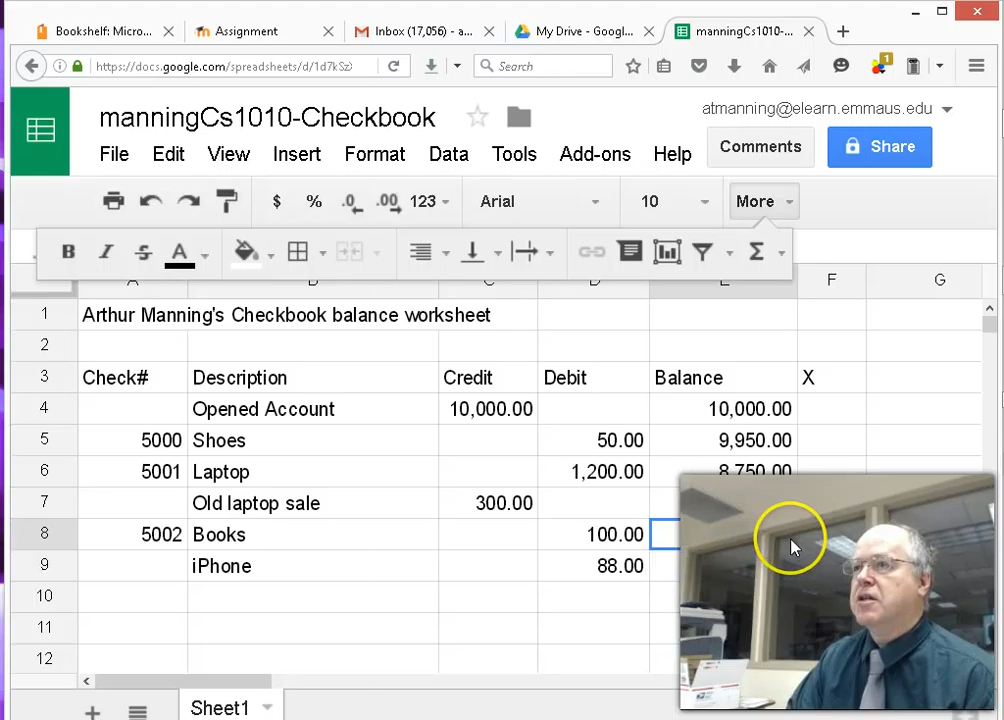 Bookshelf: Micro... Assignment Inbox (17,056) - a... My Drive - Googl... manningCs1010-...
https://docs.google.com/spreadsheets/d/1d7kSz Search 1
manningCs1010-Checkbook atmanning@elearn.emmaus.edu
File Edit View Insert Format Data Tools Add-ons Help Comments Share
$ % .0 .00 123 Arial 10 More
B I S A Σ
G
1 Arthur Manning's Checkbook balance worksheet
2
3 Check# Description Credit Debit Balance X
4 Opened Account 10,000.00 10,000.00
5 5000 Shoes 50.00 9,950.00
6 5001 Laptop 1,200.00 8,750.00
7 Old laptop sale 300.00
8 5002 Books 100.00
9 iPhone 88.00
10
11
12
Sheet1